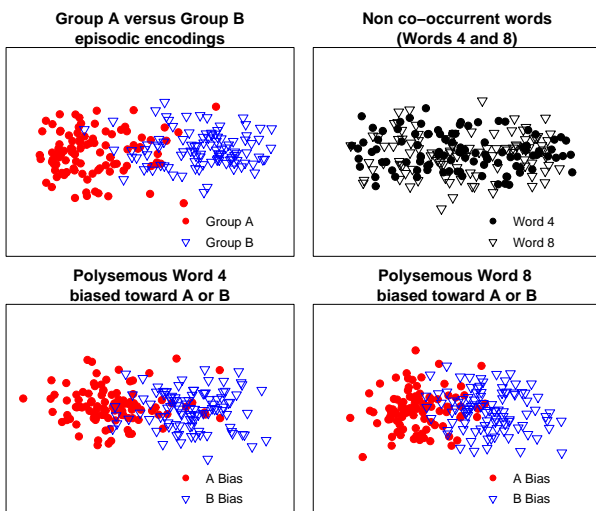 Group A versus Group B
episodic encodings
Group A
Group B
Non co−occurrent words
(Words 4 and 8)
Word 4
Word 8
Polysemous Word 4
biased toward A or B
A Bias
B Bias
Polysemous Word 8
biased toward A or B
A Bias
B Bias